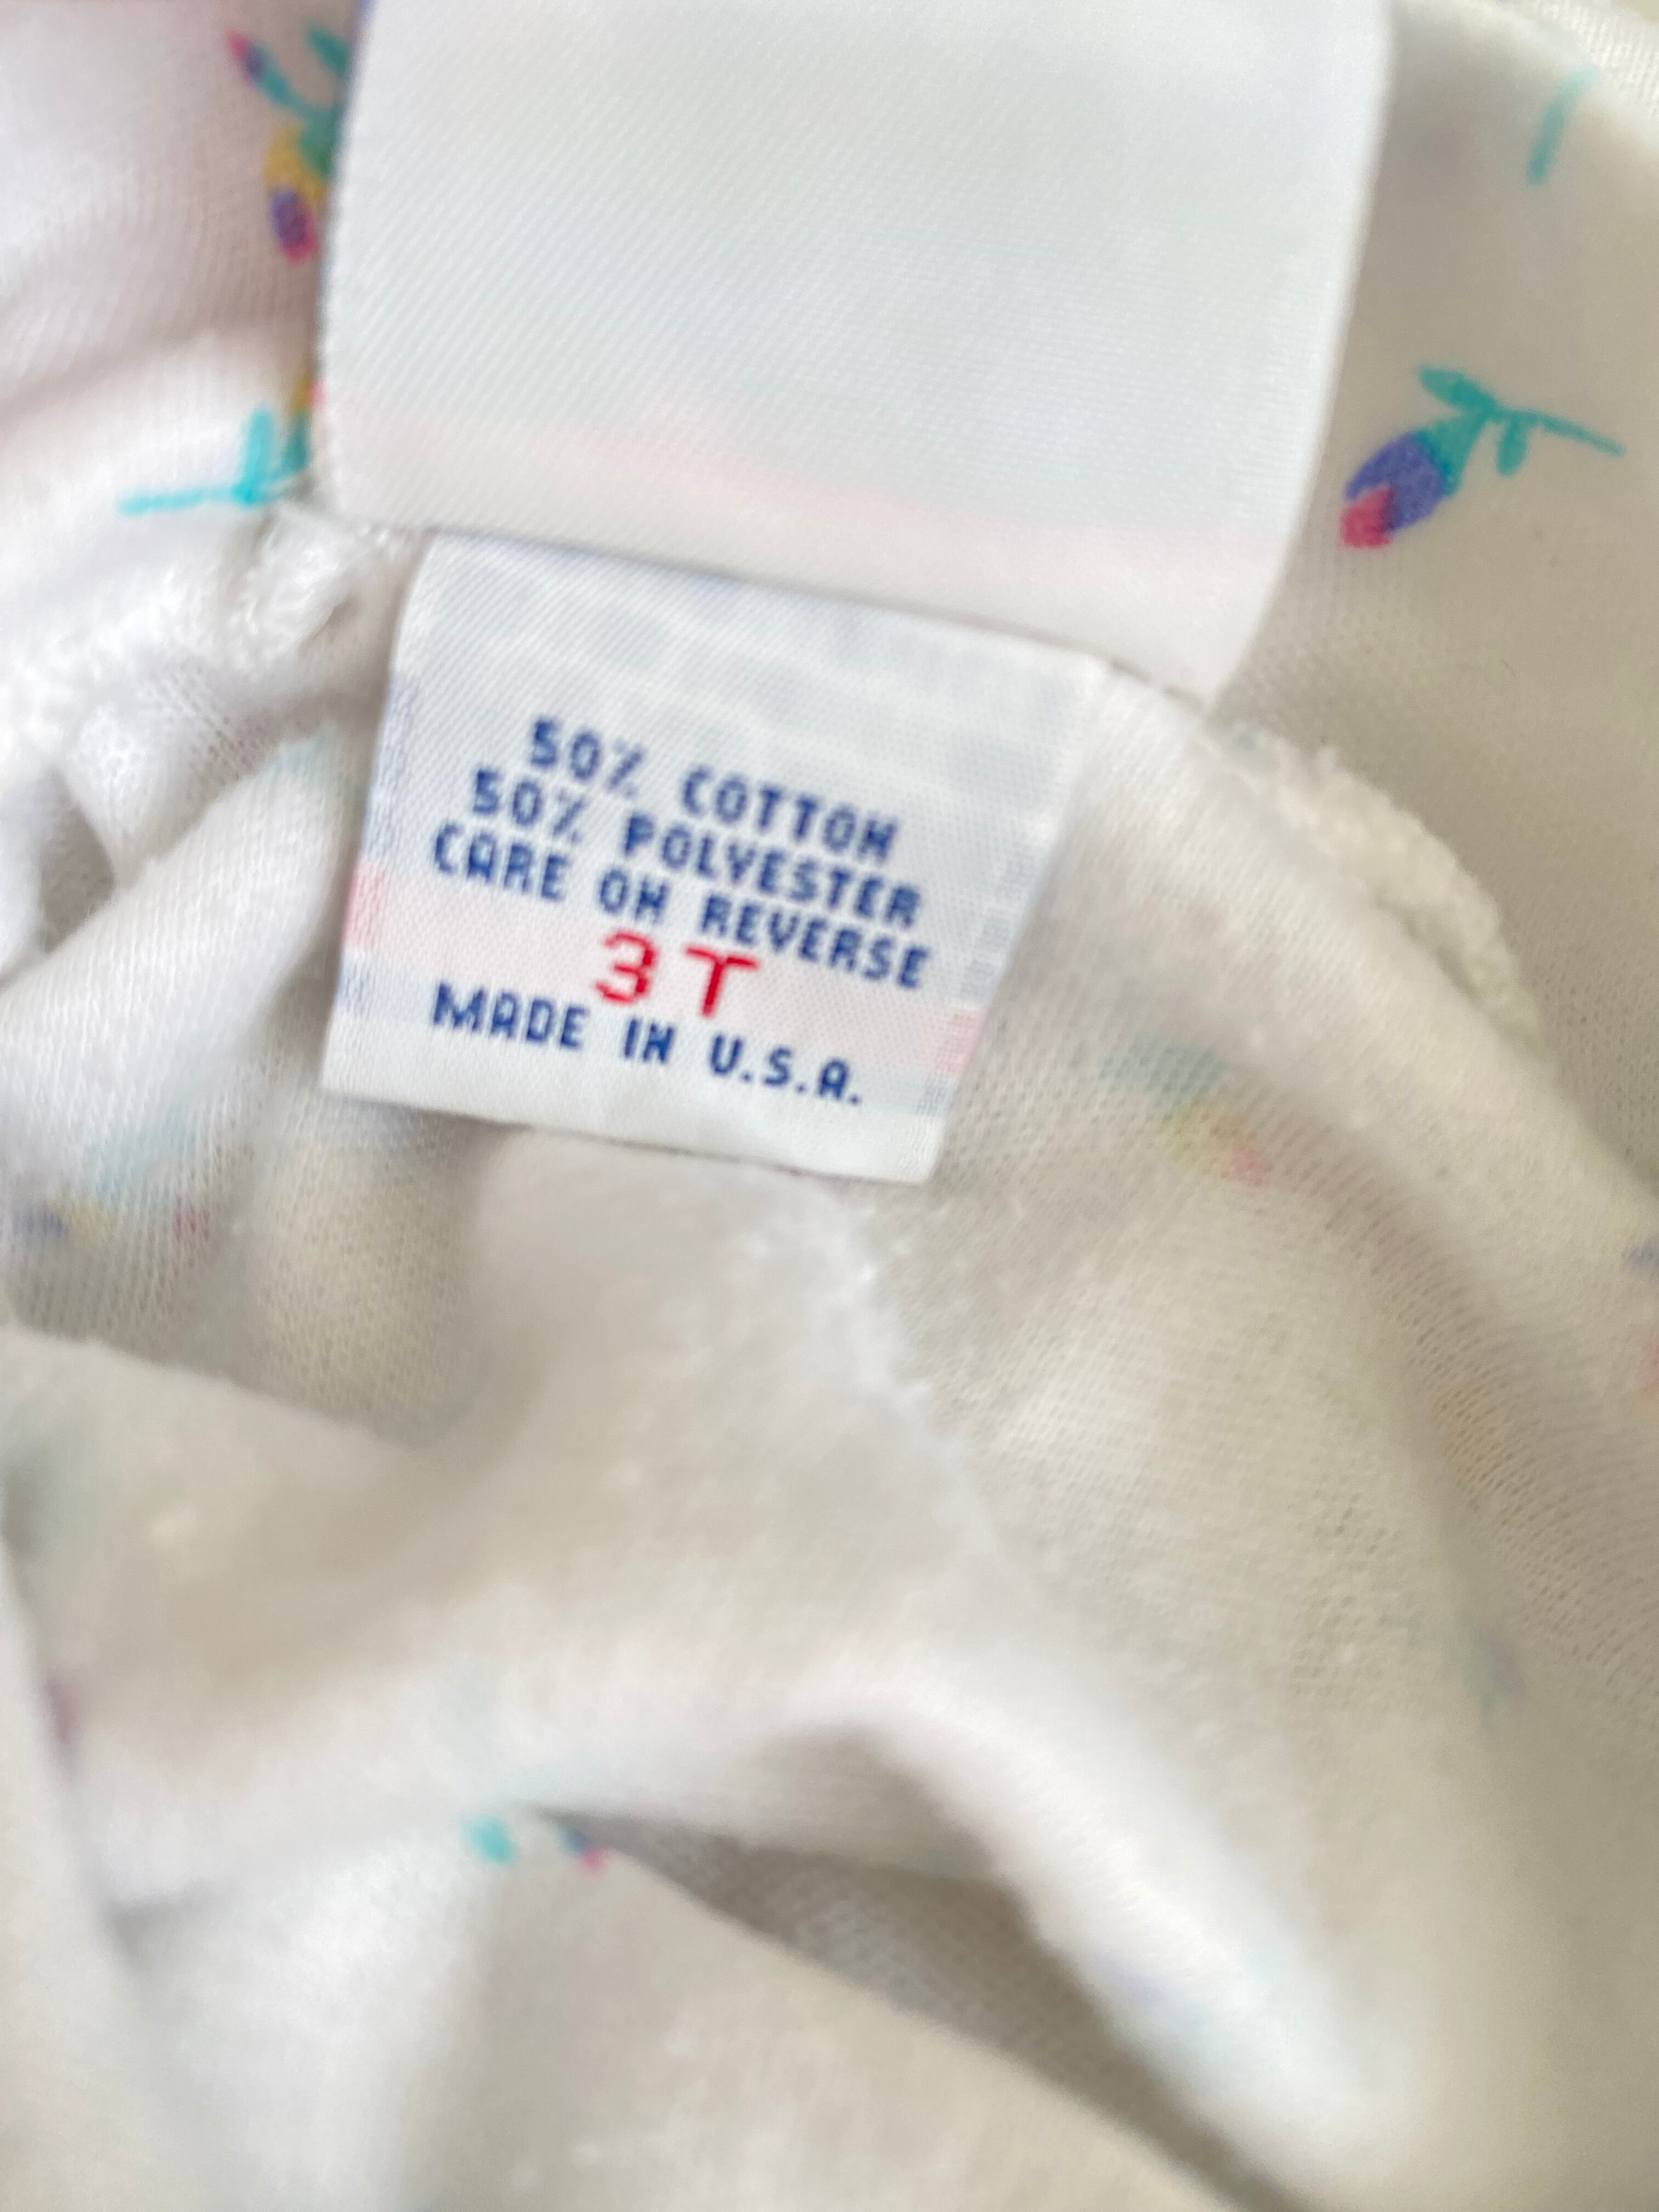 50% COTTON
50% POLYESTER
CARE ON REVERSE
3T
MADE IN U.S.A.